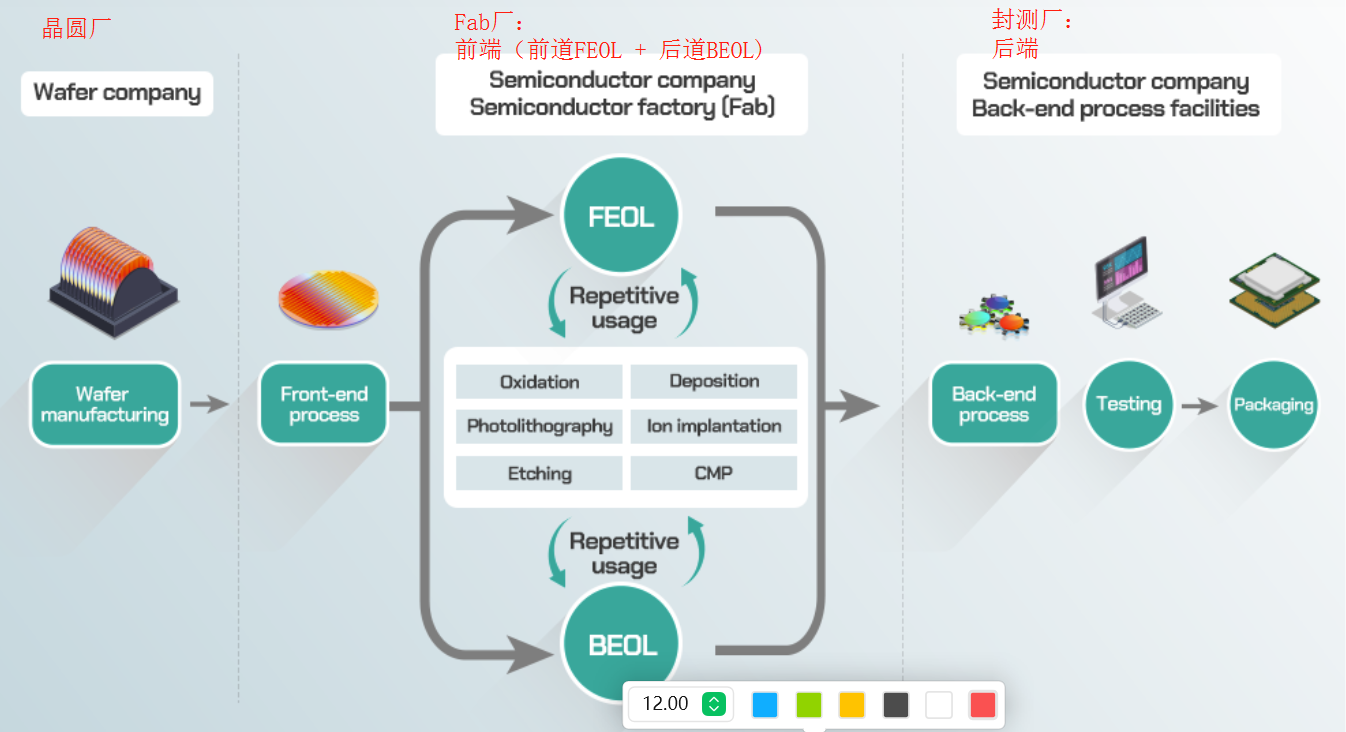 晶圆厂
Fab厂：
前端（前道FEOL + 后道BEOL)
封测厂：
后端
Wafer company
Semiconductor company
Semiconductor factory (Fab)
Semiconductor company
Back-end process facilities
Wafer
manufacturing
Front-end
process
FEOL
Repetitive
usage
Oxidation
Deposition
Photolithography
Ion implantation
Etching
CMP
Repetitive
usage
BEOL
Back-end
process
Testing
Packaging
12.00